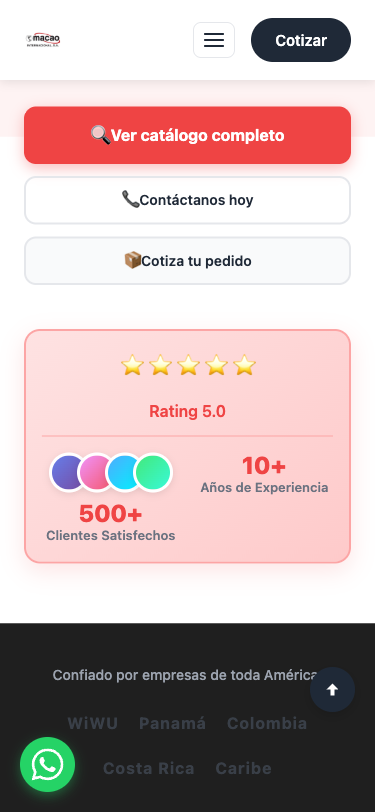 macao
INTERNACIONAL S.A.
Cotizar
Ver catálogo completo
Contáctanos hoy
Cotiza tu pedido
Rating 5.0
500+
Clientes Satisfechos
10+
Años de Experiencia
Confiado por empresas de toda América
WiWU Panamá Colombia
Costa Rica Caribe